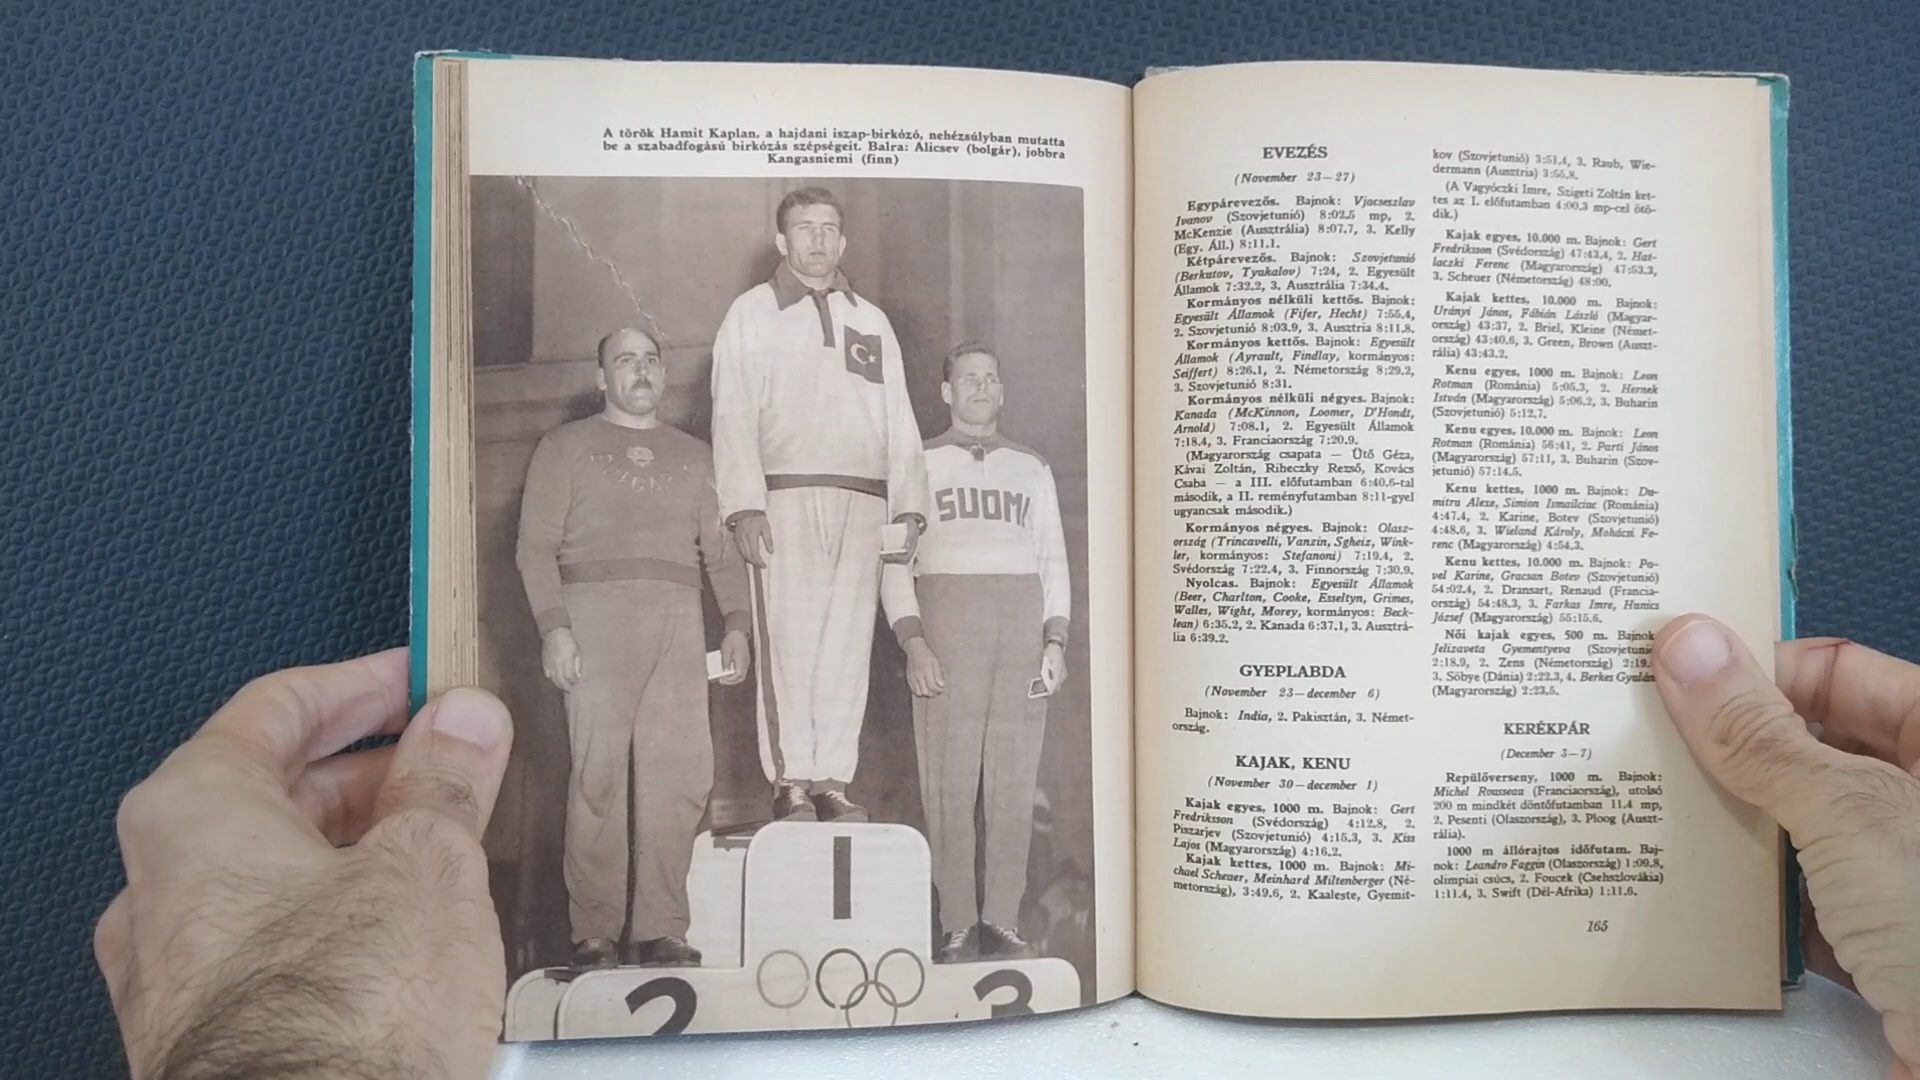 A török Hamit Kaplan, a hajdani iszap-birkózó, nehézsúlyban mutatta
be a szabadfogású birkózás szépségeit. Balra: Alicsev (bolgár), jobbra
Kangasniemi (finn)
SUOMI
1
2
3
EVEZÉS
(November 23—27)
Egypárevezős. Bajnok: Vjacseszlav
Ivanov (Szovjetunió) 8:02.5 mp, 2.
McKenzie (Ausztrália) 8:07.7, 3. Kelly
(Egy. Áll.) 8:11.1.
Kétpárevezős. Bajnok: Szovjetunió
(Berkutov, Tyukalov) 7:24, 2. Egyesült
Államok 7:32.2, 3. Ausztrália 7:34.4.
Kormányos nélküli kettős. Bajnok:
Egyesült Államok (Fifer, Hecht) 7:55.4,
2. Szovjetunió 8:03.9, 3. Ausztria 8:11.8.
Kormányos kettős. Bajnok: Egyesült
Államok (Ayrault, Findlay, kormányos:
Seiffert) 8:26.1, 2. Németország 8:29.2,
3. Szovjetunió 8:31.
Kormányos nélküli négyes. Bajnok:
Kanada (McKinnon, Loomer, D'Hondt,
Arnold) 7:08.1, 2. Egyesült Államok
7:18.4, 3. Franciaország 7:20.9.
(Magyarország csapata — Ütő Géza,
Kávai Zoltán, Riheczky Rezső, Kovács
Csaba — a III. előfutamban 6:40.6-tal
második, a II. reményfutamban 8:11-gyel
ugyancsak második.)
Kormányos négyes. Bajnok: Olasz-
ország (Trincavelli, Vanzin, Sgheiz, Wink-
ler, kormányos: Stefanoni) 7:19.4, 2.
Svédország 7:22.4, 3. Finnország 7:30.9.
Nyolcas. Bajnok: Egyesült Államok
(Beer, Charlton, Cooke, Esseltyn, Grimes,
Walles, Wight, Morey, kormányos: Beck-
lean) 6:35.2, 2. Kanada 6:37.1, 3. Ausztrá-
lia 6:39.2.
GYEPLABDA
(November 23—december 6)
Bajnok: India, 2. Pakisztán, 3. Német-
ország.
KAJAK, KENU
(November 30—december 1)
Kajak egyes, 1000 m. Bajnok: Gert
Fredriksson (Svédország) 4:12.8, 2.
Piszarjev (Szovjetunió) 4:15.3, 3. Kiss
Lajos (Magyarország) 4:16.2.
Kajak kettes, 1000 m. Bajnok: Mi-
chael Scheuer, Meinhard Miltenberger (Né-
metország), 3:49.6, 2. Kaaleste, Gyemit-
kov (Szovjetunió) 3:51.4, 3. Raub, Wie-
dermann (Ausztria) 3:55.8.
(A Vagyóczki Imre, Szigeti Zoltán ket-
tes az I. előfutamban 4:00.3 mp-cel ötö-
dik.)
Kajak egyes, 10.000 m. Bajnok: Gert
Fredriksson (Svédország) 47:43.4, 2. Hat-
laczki Ferenc (Magyarország) 47:53.3,
3. Scheuer (Németország) 48:00.
Kajak kettes, 10.000 m. Bajnok:
Urányi János, Fábián László (Magyar-
ország) 43:37, 2. Briel, Kleine (Német-
ország) 43:40.6, 3. Green, Brown (Auszt-
rália) 43:43.2.
Kenu egyes, 1000 m. Bajnok: Leon
Rotman (Románia) 5:05.3, 2. Hernek
István (Magyarország) 5:06.2, 3. Buharin
(Szovjetunió) 5:12.7.
Kenu egyes, 10.000 m. Bajnok: Leon
Rotman (Románia) 56:41, 2. Parti János
(Magyarország) 57:11, 3. Buharin (Szov-
jetunió) 57:14.5.
Kenu kettes, 1000 m. Bajnok: Du-
mitru Alexe, Simion Ismailciuc (Románia)
4:47.4, 2. Karine, Botev (Szovjetunió)
4:48.6, 3. Wieland Károly, Mohácsi Fe-
renc (Magyarország) 4:54.3.
Kenu kettes, 10.000 m. Bajnok: Pa-
vel Karine, Gracsan Botev (Szovjetunió)
54:02.4, 2. Dransart, Renaud (Francia-
ország) 54:48.3, 3. Farkas Imre, Hunics
József (Magyarország) 55:15.6.
Női kajak egyes, 500 m. Bajnok
Jelizaveta Gyementyeva (Szovjetunió
2:18.9, 2. Zens (Németország) 2:19.
3. Söbye (Dánia) 2:22.3, 4. Berkes Gyuláné
(Magyarország) 2:23.5.
KERÉKPÁR
(December 3—7)
Repülőverseny, 1000 m. Bajnok:
Michel Rousseau (Franciaország), utolsó
200 m mindkét döntőfutamban 11.4 mp,
2. Pesenti (Olaszország), 3. Ploog (Auszt-
rália).
1000 m állórajtos időfutam. Baj-
nok: Leandro Faggin (Olaszország) 1:09.8,
olimpiai csúcs, 2. Foucek (Csehszlovákia)
1:11.4, 3. Swift (Dél-Afrika) 1:11.6.
165